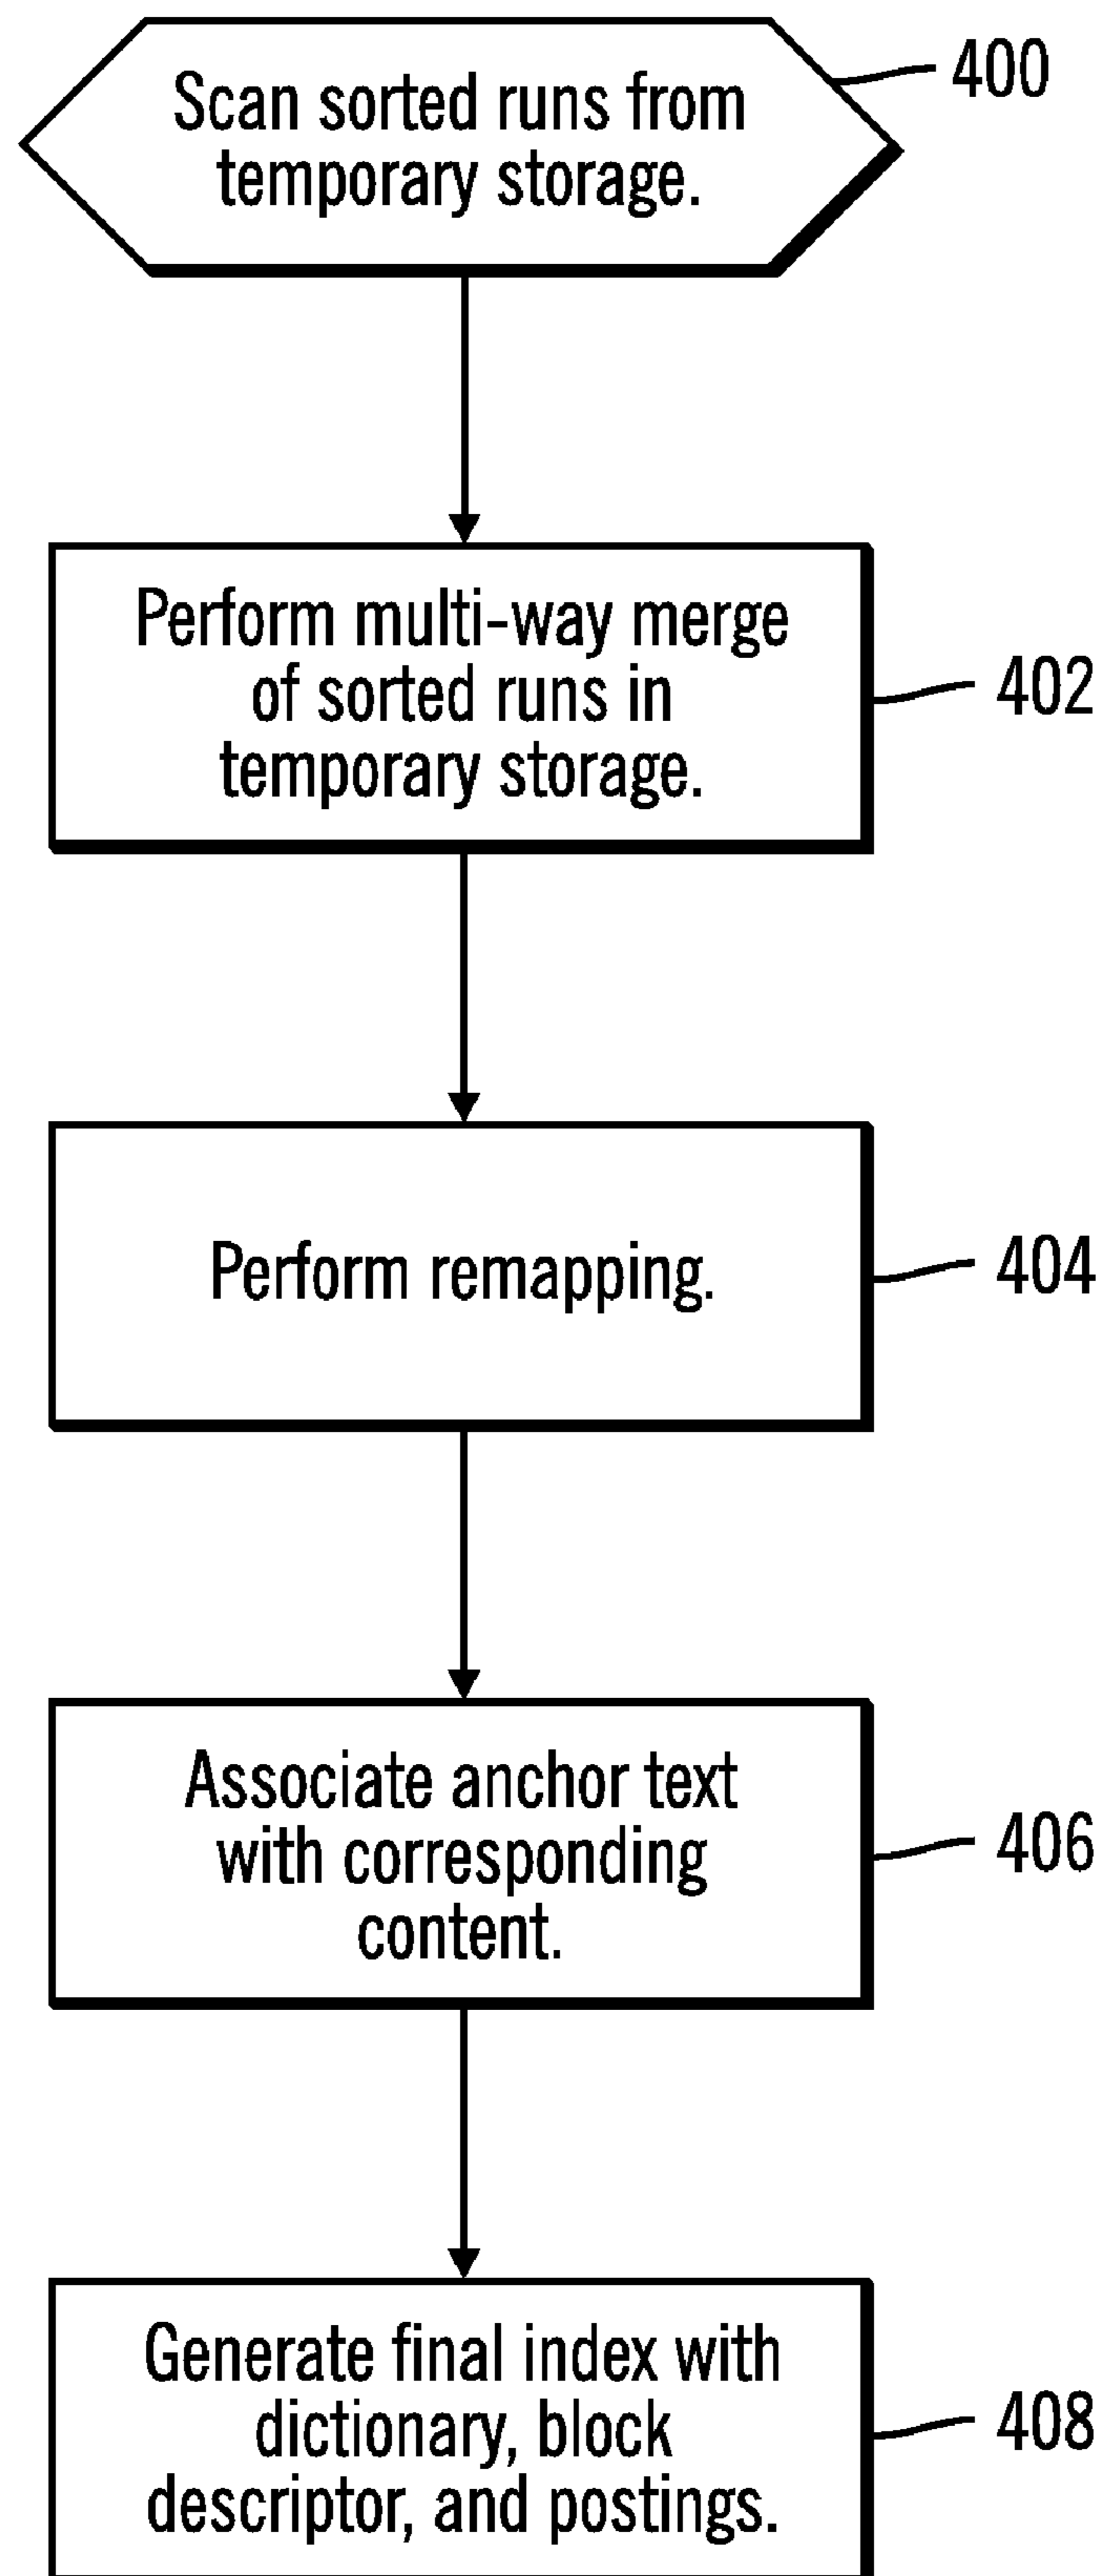 Scan sorted runs from
temporary storage.
400
Perform multi-way merge
of sorted runs in
temporary storage.
402
Perform remapping.
404
Associate anchor text
with corresponding
content.
406
Generate final index with
dictionary, block
descriptor, and postings.
408